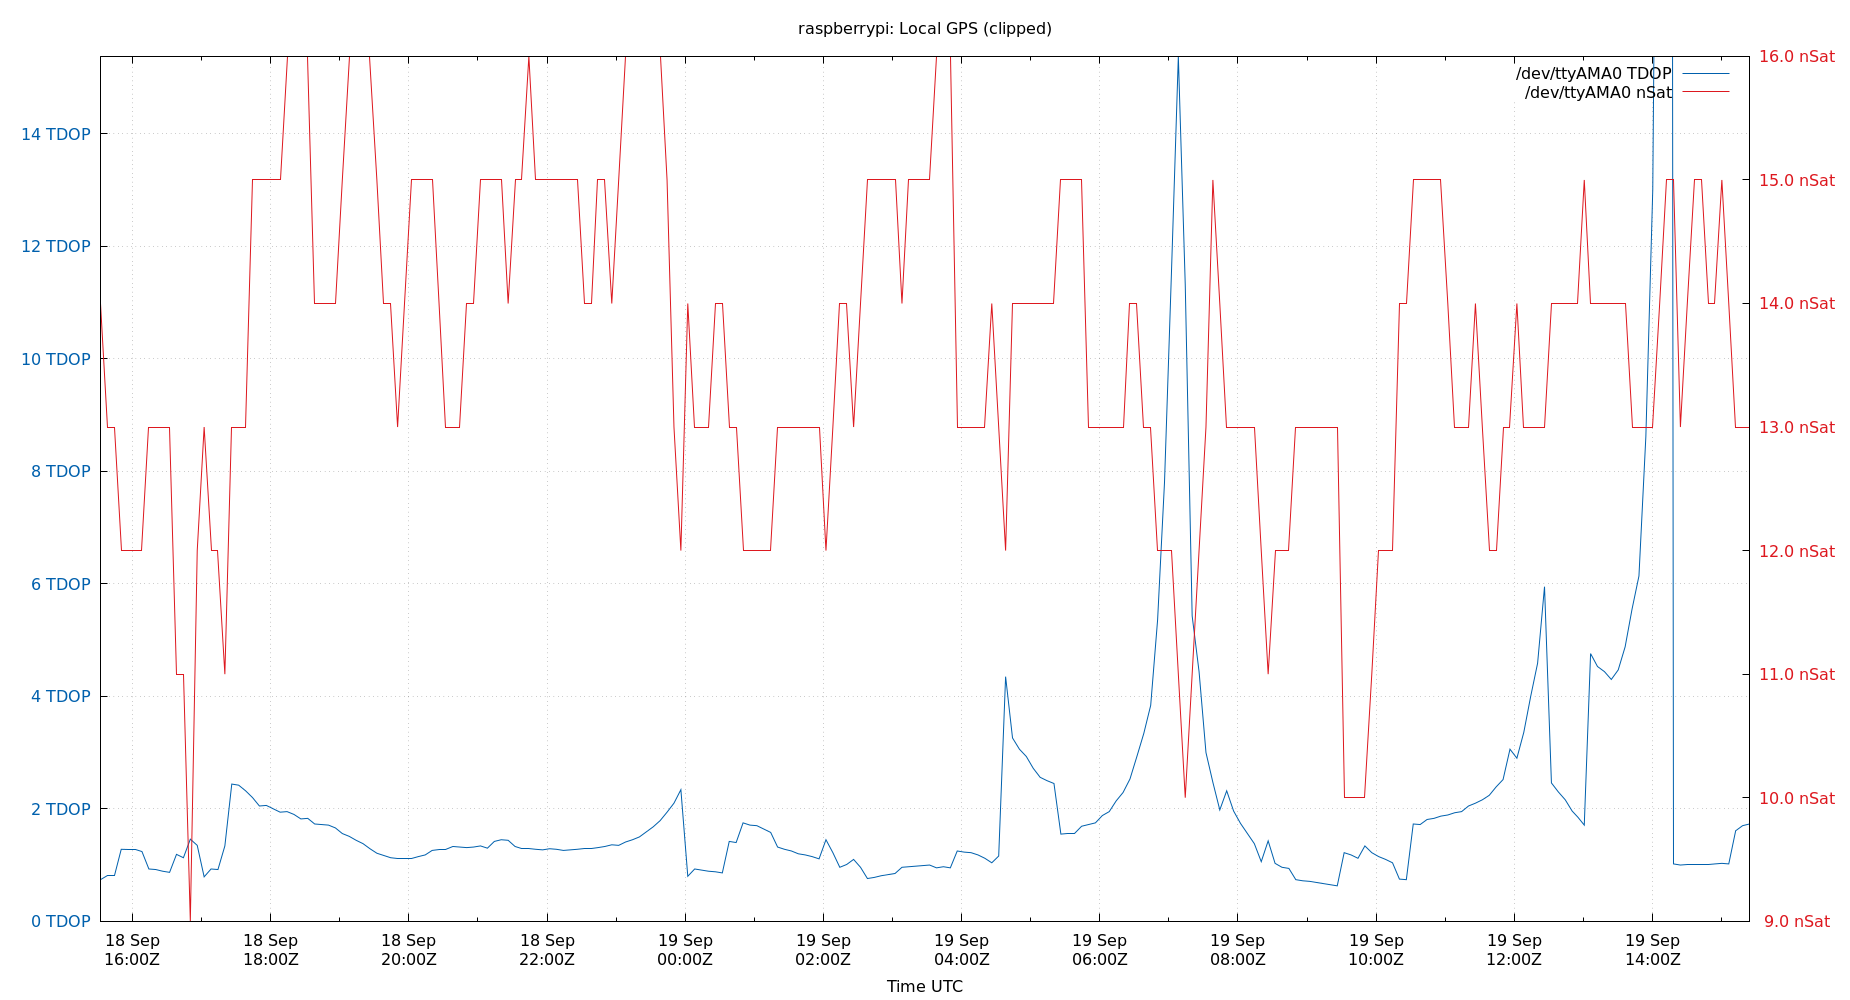 raspberrypi: Local GPS (clipped)
/dev/ttyAMA0 TDOP
/dev/ttyAMA0 nSat
14 TDOP
12 TDOP
10 TDOP
8 TDOP
6 TDOP
4 TDOP
2 TDOP
0 TDOP
16.0 nSat
15.0 nSat
14.0 nSat
13.0 nSat
12.0 nSat
11.0 nSat
10.0 nSat
9.0 nSat
18 Sep
16:00Z
18 Sep
18:00Z
18 Sep
20:00Z
18 Sep
22:00Z
19 Sep
00:00Z
19 Sep
02:00Z
19 Sep
04:00Z
19 Sep
06:00Z
19 Sep
08:00Z
19 Sep
10:00Z
19 Sep
12:00Z
19 Sep
14:00Z
Time UTC